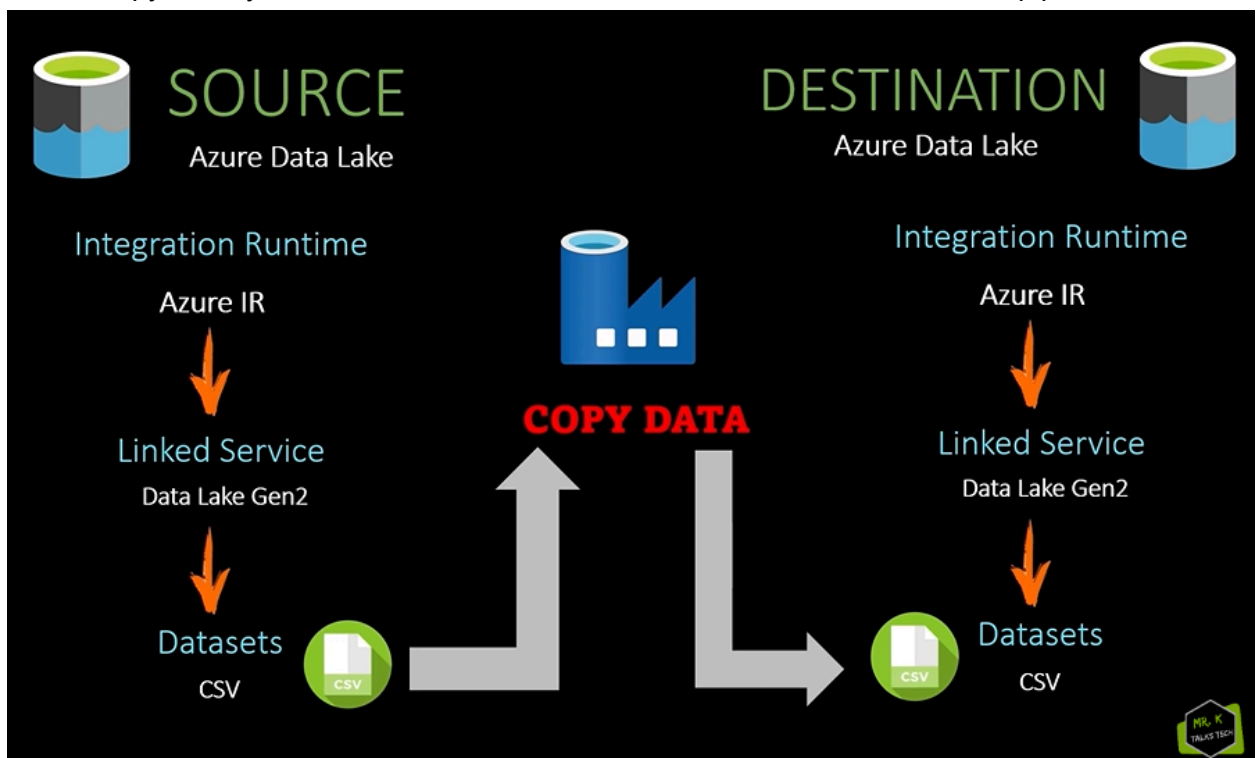 SOURCE
Azure Data Lake
Integration Runtime
Azure IR
Linked Service
Data Lake Gen2
Datasets
CSV
CSV
COPY DATA
DESTINATION
Azure Data Lake
Integration Runtime
Azure IR
Linked Service
Data Lake Gen2
Datasets
CSV
CSV
MR. K
TALKS TECH